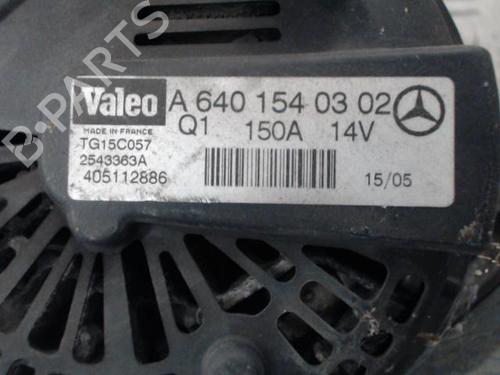 Valeo A 640 154 03 02
MADE IN FRANCE Q1 150A 14V
TG15C057
2543363A
405112886 15/05
B-PARTS